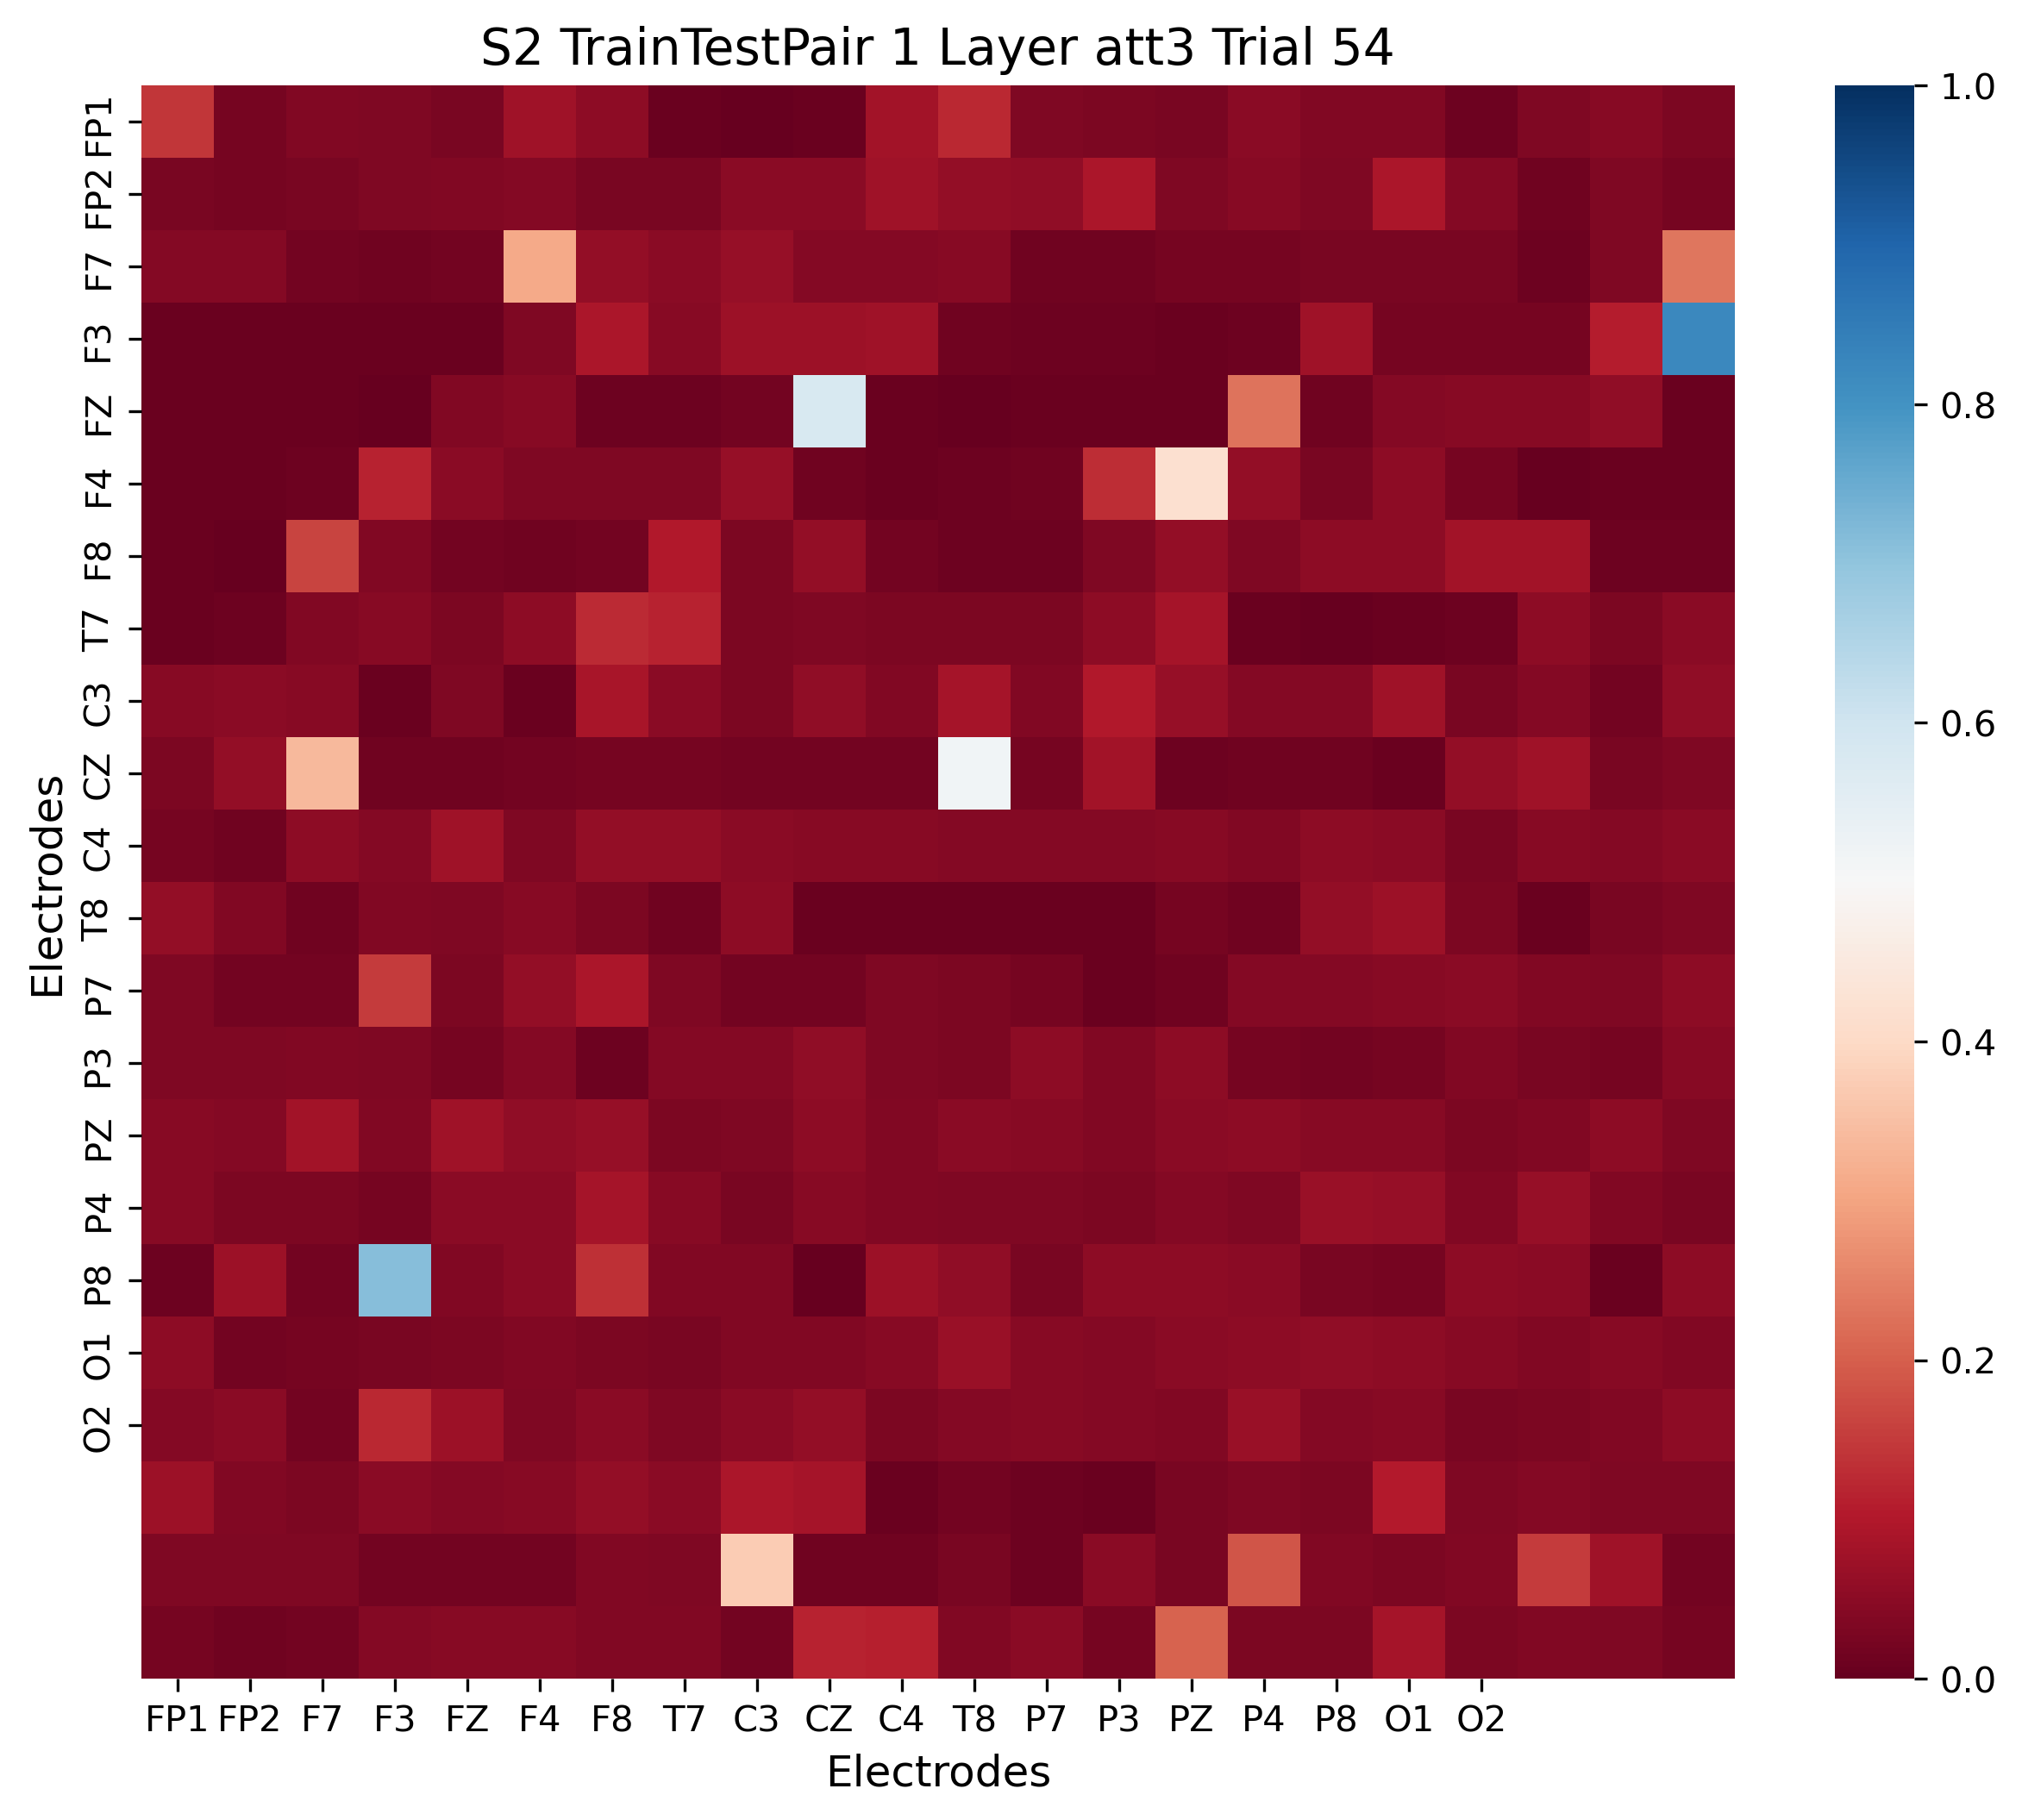 S2 TrainTestPair 1 Layer att3 Trial 54
Electrodes
FP1
FP2
F7
F3
FZ
F4
F8
T7
C3
CZ
C4
T8
P7
P3
PZ
P4
P8
O1
O2
FP1 FP2 F7 F3 FZ F4 F8 T7 C3 CZ C4 T8 P7 P3 PZ P4 P8 O1 O2
Electrodes
1.0
0.8
0.6
0.4
0.2
0.0